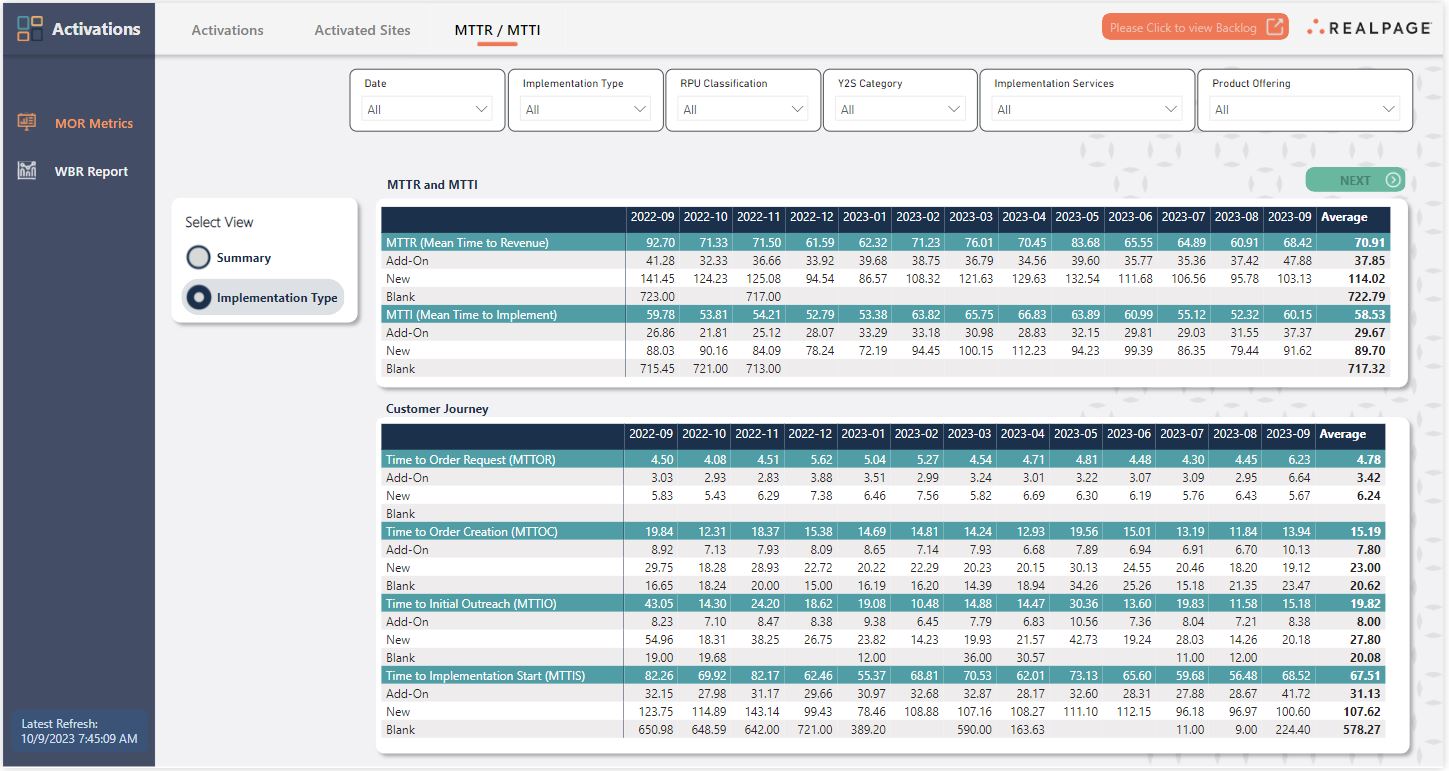 Activations
Activations Activated Sites MTTR / MTTI
Please Click to view Backlog
REALPAGE
MOR Metrics
WBR Report
Date Implementation Type RPU Classification Y2S Category Implementation Services Product Offering
All All All All All All
MTTR and MTTI
NEXT
Select View
Summary
Implementation Type
2022-09 2022-10 2022-11 2022-12 2023-01 2023-02 2023-03 2023-04 2023-05 2023-06 2023-07 2023-08 2023-09 Average
MTTR (Mean Time to Revenue) 92.70 71.33 71.50 61.59 62.32 71.23 76.01 70.45 83.68 65.55 64.89 60.91 68.42 70.91
Add-On 41.28 32.33 36.66 33.92 39.68 38.75 36.79 34.56 39.60 35.77 35.36 37.42 47.88 37.85
New 141.45 124.23 125.08 94.54 86.57 108.32 121.63 129.63 132.54 111.68 106.56 95.78 103.13 114.02
Blank 723.00 717.00 722.79
MTTI (Mean Time to Implement) 59.78 53.81 54.21 52.79 53.38 63.82 65.75 66.83 63.89 60.99 55.12 52.32 60.15 58.53
Add-On 26.86 21.81 25.12 28.07 33.29 33.18 30.98 28.83 32.15 29.81 29.03 31.55 37.37 29.67
New 88.03 90.16 84.09 78.24 72.19 94.45 100.15 112.23 94.23 99.39 86.35 79.44 91.62 89.70
Blank 715.45 721.00 713.00 717.32
Customer Journey
2022-09 2022-10 2022-11 2022-12 2023-01 2023-02 2023-03 2023-04 2023-05 2023-06 2023-07 2023-08 2023-09 Average
Time to Order Request (MTTOR) 4.50 4.08 4.51 5.62 5.04 5.27 4.54 4.71 4.81 4.48 4.30 4.45 6.23 4.78
Add-On 3.03 2.93 2.83 3.88 3.51 2.99 3.24 3.01 3.22 3.07 3.09 2.95 6.64 3.42
New 5.83 5.43 6.29 7.38 6.46 7.56 5.82 6.69 6.30 6.19 5.76 6.43 5.67 6.24
Blank
Time to Order Creation (MTTOC) 19.84 12.31 18.37 15.38 14.69 14.81 14.24 12.93 19.56 15.01 13.19 11.84 13.94 15.19
Add-On 8.92 7.13 7.93 8.09 8.65 7.14 7.93 6.68 7.89 6.94 6.91 6.70 10.13 7.80
New 29.75 18.28 28.93 22.72 20.22 22.29 20.23 20.15 30.13 24.55 20.46 18.20 19.12 23.00
Blank 16.65 18.24 20.00 15.00 16.19 16.20 14.39 18.94 34.26 25.26 15.18 21.35 23.47 20.62
Time to Initial Outreach (MTTIO) 43.05 14.30 24.20 18.62 19.08 10.48 14.88 14.47 30.36 13.60 19.83 11.58 15.18 19.82
Add-On 8.23 7.10 8.47 8.38 9.38 6.45 7.79 6.83 10.56 7.36 8.04 7.21 8.38 8.00
New 54.96 18.31 38.25 26.75 23.82 14.23 19.93 21.57 42.73 19.24 28.03 14.26 20.18 27.80
Blank 19.00 19.68 12.00 36.00 30.57 11.00 12.00 20.08
Time to Implementation Start (MTTIS) 82.26 69.92 82.17 62.46 55.37 68.81 70.53 62.01 73.13 65.60 59.68 56.48 68.52 67.51
Add-On 32.15 27.98 31.17 29.66 30.97 32.68 32.87 28.17 32.60 28.31 27.88 28.67 41.72 31.13
New 123.75 114.89 143.14 99.43 78.46 108.88 107.16 108.27 111.10 112.15 96.18 96.97 100.60 107.62
Blank 650.98 648.59 642.00 721.00 389.20 590.00 163.63 11.00 9.00 224.40 578.27
Latest Refresh:
10/9/2023 7:45:09 AM